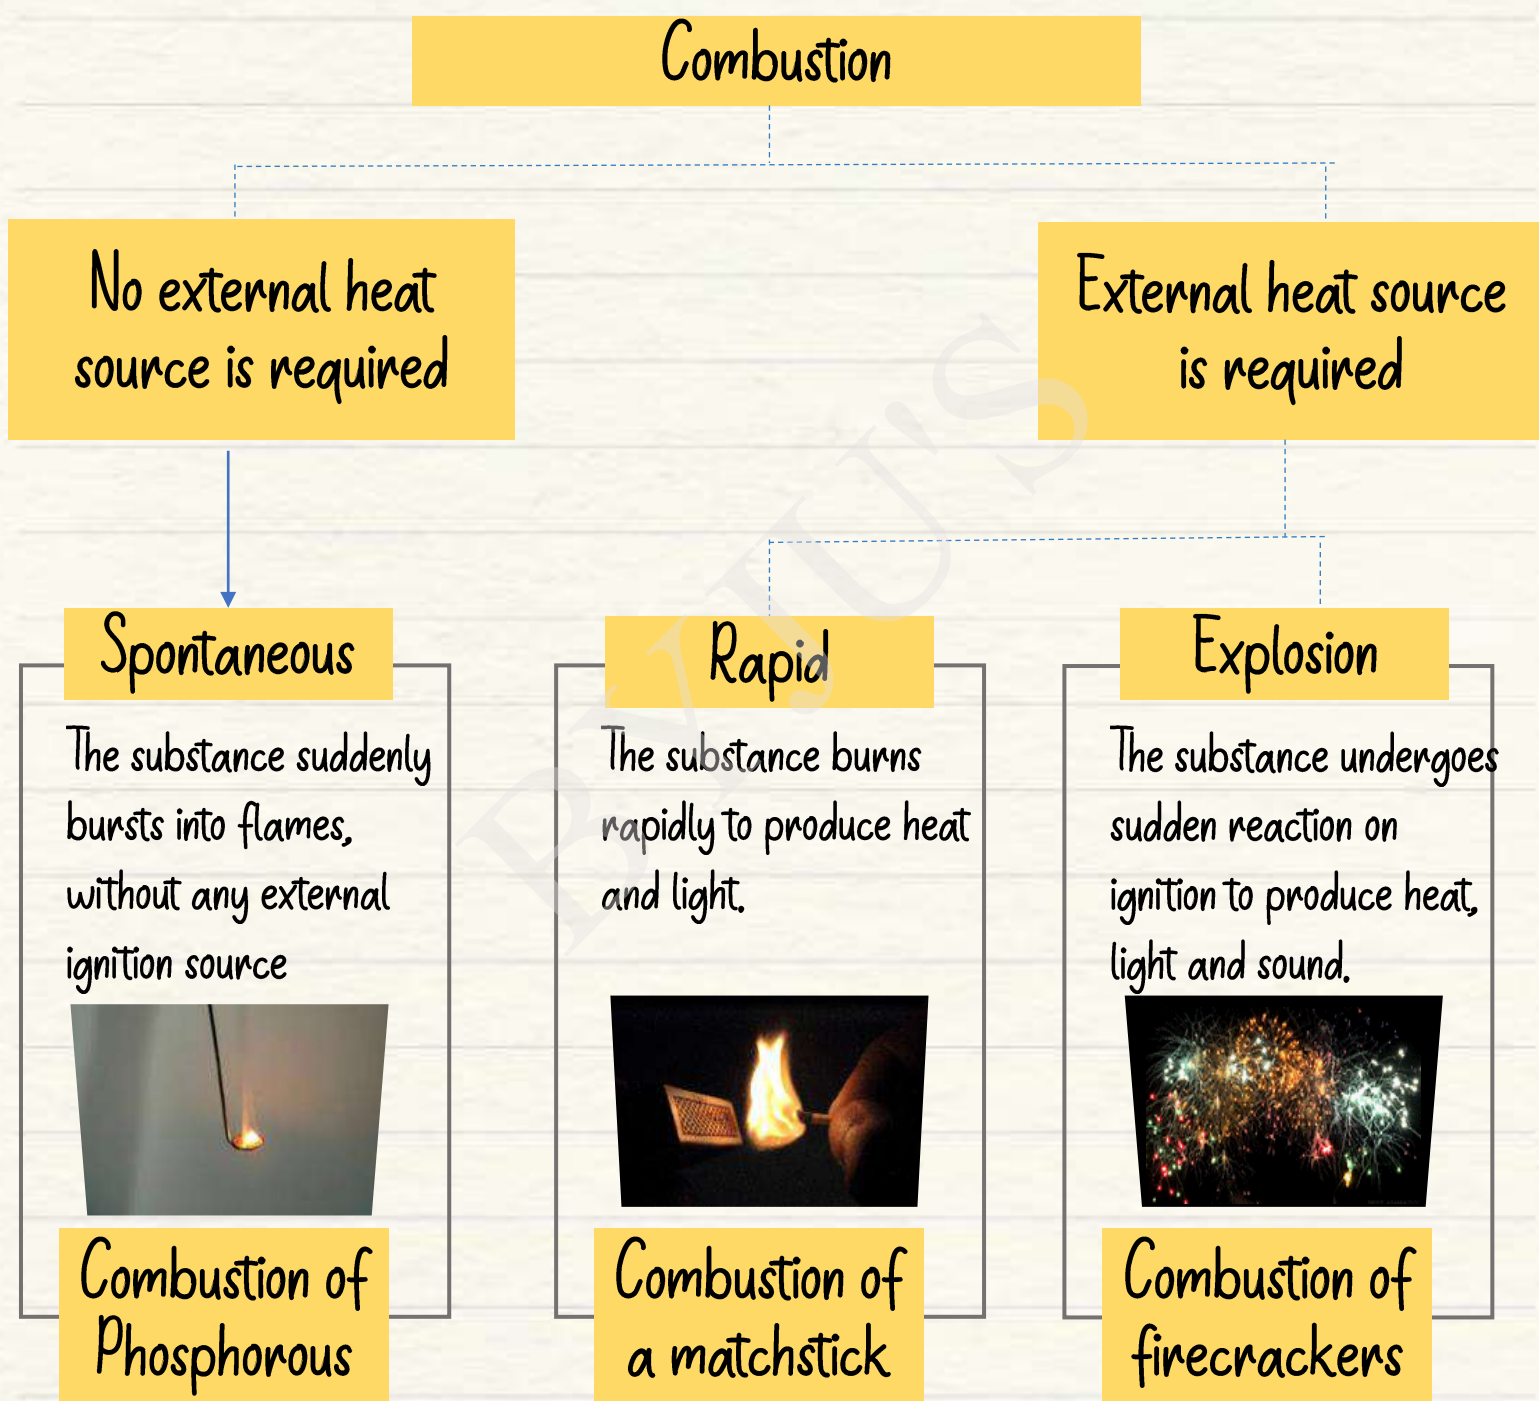 Combustion
No external heat
source is required
External heat source
is required
Spontaneous
The substance suddenly
bursts into flames,
without any external
ignition source
Combustion of
Phosphorous
Rapid
The substance burns
rapidly to produce heat
and light.
Combustion of
a matchstick
Explosion
The substance undergoes
sudden reaction on
ignition to produce heat,
light and sound.
Combustion of
firecrackers
BYJU'S